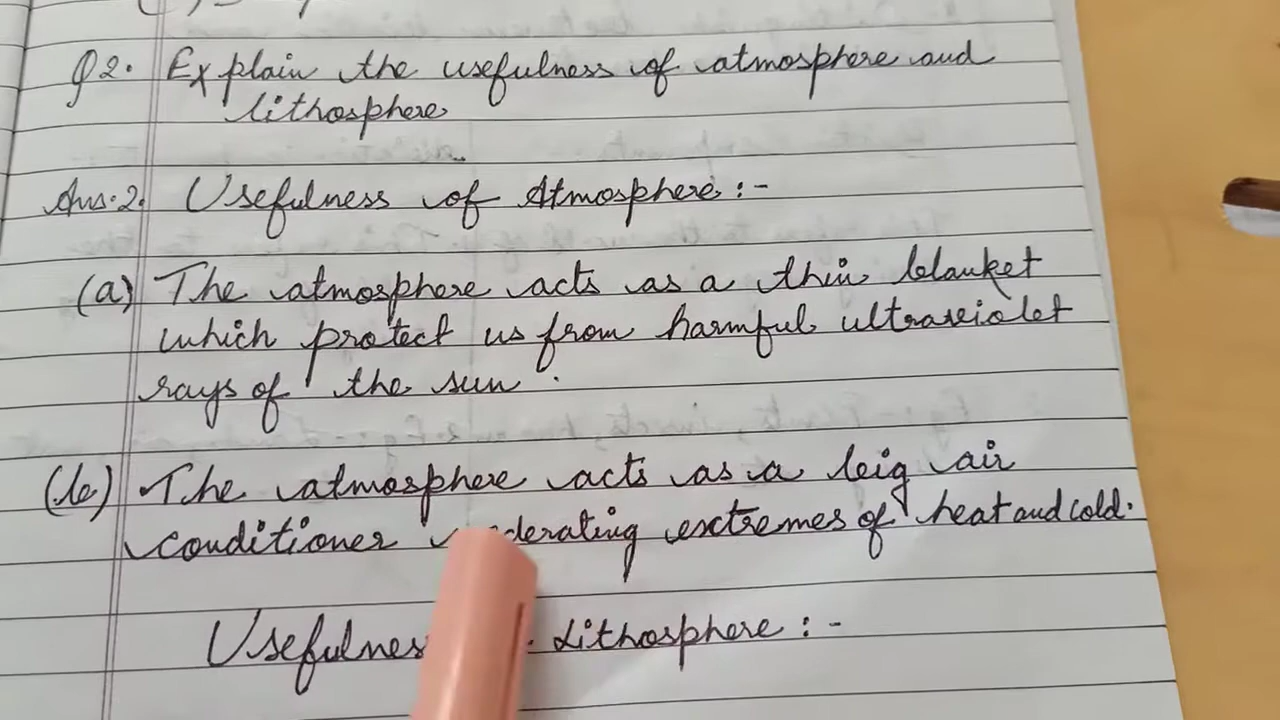 Q2. Explain the usefulness of atmosphere and
lithosphere
Ans.2. Usefulness of Atmosphere :-
(a) The atmosphere acts as a thin blanket
which protect us from harmful ultraviolet
rays of the sun.
(b) The atmosphere acts as a big air
conditioner derating extremes of heat and cold.
Usefulnes Lithosphere :-